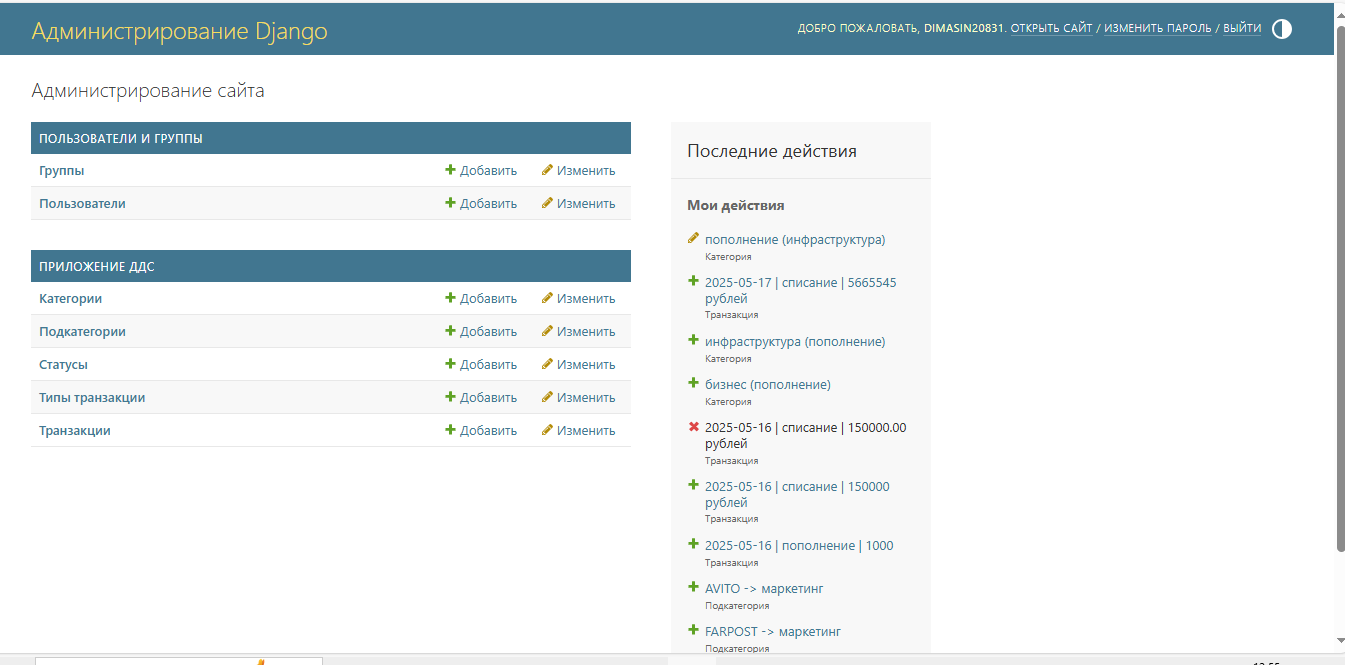 Администрирование Django
ДОБРО ПОЖАЛОВАТЬ, DIMASIN20831. ОТКРЫТЬ САЙТ / ИЗМЕНИТЬ ПАРОЛЬ / ВЫЙТИ
Администрирование сайта
ПОЛЬЗОВАТЕЛИ И ГРУППЫ
Группы Добавить Изменить
Пользователи Добавить Изменить
ПРИЛОЖЕНИЕ ДДС
Категории Добавить Изменить
Подкатегории Добавить Изменить
Статусы Добавить Изменить
Типы транзакции Добавить Изменить
Транзакции Добавить Изменить
Последние действия
Мои действия
пополнение (инфраструктура)
Категория
2025-05-17 | списание | 5665545
рублей
Транзакция
инфраструктура (пополнение)
Категория
бизнес (пополнение)
Категория
2025-05-16 | списание | 150000.00
рублей
Транзакция
2025-05-16 | списание | 150000
рублей
Транзакция
2025-05-16 | пополнение | 1000
Транзакция
AVITO -> маркетинг
Подкатегория
FARPOST -> маркетинг
Подкатегория